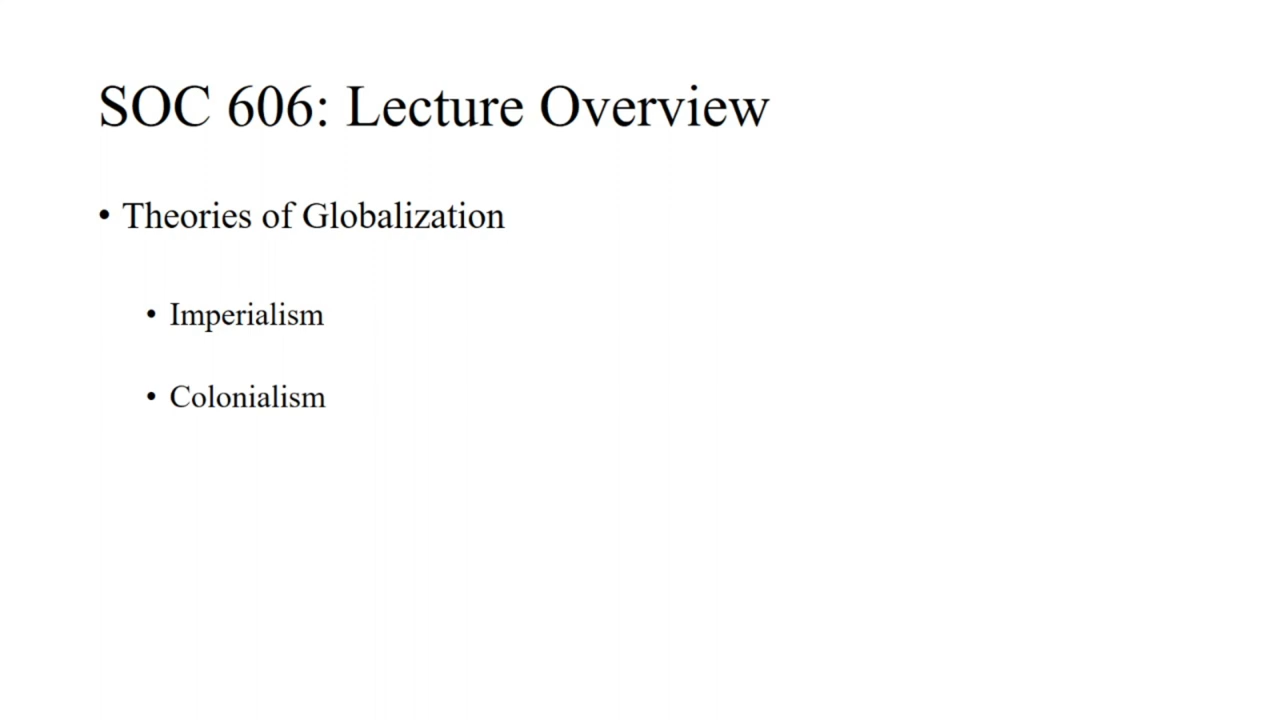 SOC 606: Lecture Overview
• Theories of Globalization
• Imperialism
• Colonialism